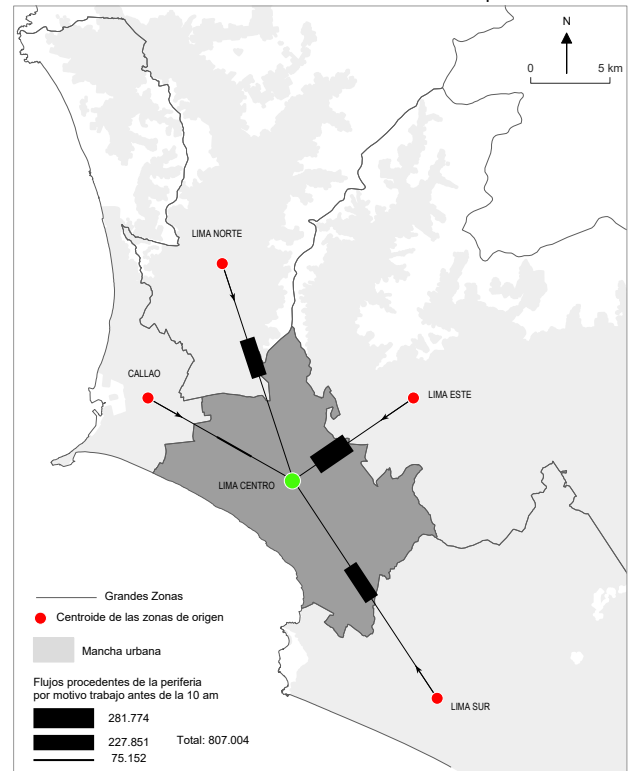 N
0 5 km
LIMA NORTE
CALLAO
LIMA ESTE
LIMA CENTRO
LIMA SUR
Grandes Zonas
Centroide de las zonas de origen
Mancha urbana
Flujos procedentes de la periferia
por motivo trabajo antes de la 10 am
281.774
227.851 Total: 807.004
75.152